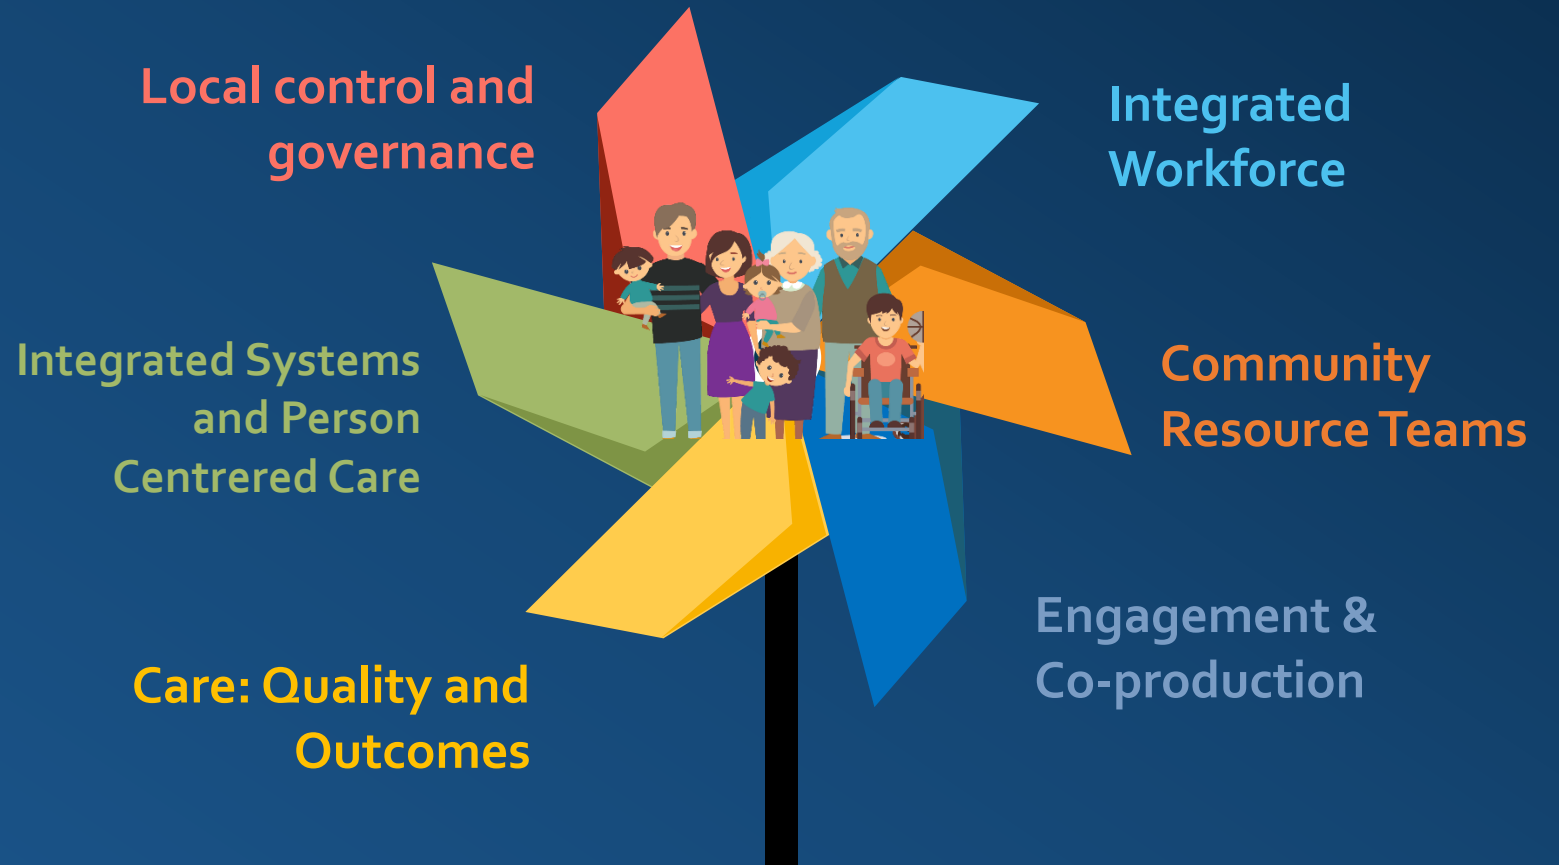 Local control and
governance
Integrated
Workforce
Integrated Systems
and Person
Centrered Care
Community
Resource Teams
Engagement &
Co-production
Care: Quality and
Outcomes